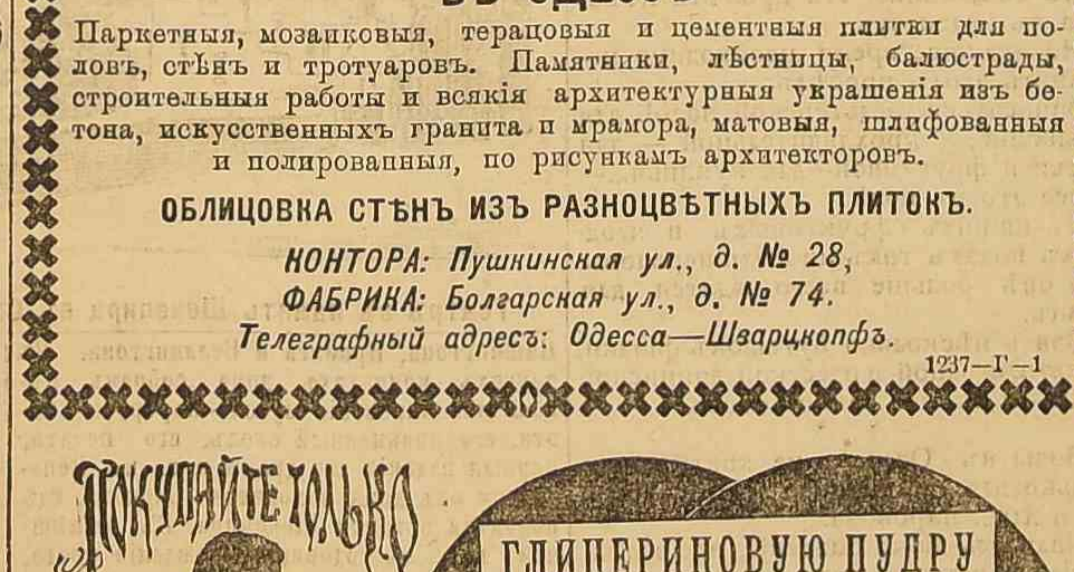 ВЪ ОДЕССѢ
Паркетныя, мозаиковыя, терацовыя и цементныя плитки для по-
ловъ, стѣнъ и тротуаровъ. Памятники, лѣстницы, балюстрады,
строительныя работы и всякія архитектурныя украшенія изъ бе-
тона, искусственныхъ гранита и мрамора, матовыя, шлифованныя
и полированныя, по рисункамъ архитекторовъ.
ОБЛИЦОВКА СТѢНЪ ИЗЪ РАЗНОЦВѢТНЫХЪ ПЛИТОКЪ.
КОНТОРА: Пушкинская ул., д. № 28,
ФАБРИКА: Болгарская ул., д. № 74.
Телеграфный адресъ: Одесса—Шварцкопфъ.
1237—Г—1
ПОКУПАЙТЕ ТОЛЬКО
ГЛИЦЕРИНОВУЮ ПУДРУ